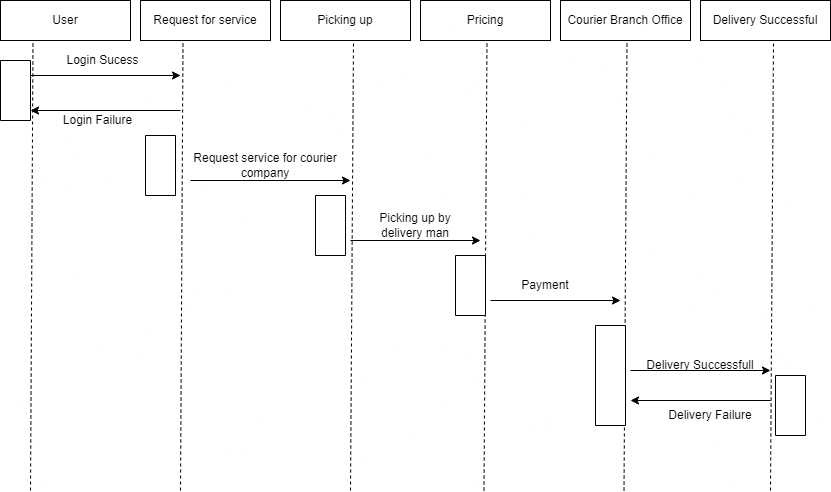 User
Request for service
Picking up
Pricing
Courier Branch Office
Delivery Successful
Login Sucess
Login Failure
Request service for courier
company
Picking up by
delivery man
Payment
Delivery Successfull
Delivery Failure